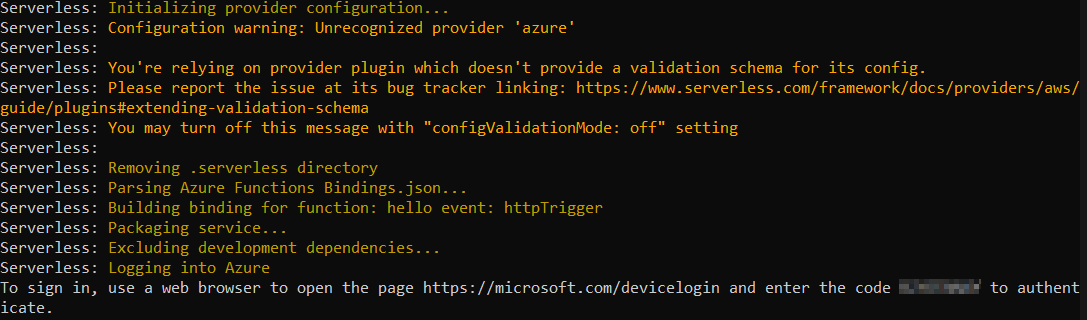 Serverless: Initializing provider configuration...
Serverless: Configuration warning: Unrecognized provider 'azure'
Serverless:
Serverless: You're relying on provider plugin which doesn't provide a validation schema for its config.
Serverless: Please report the issue at its bug tracker linking: https://www.serverless.com/framework/docs/providers/aws/
guide/plugins#extending-validation-schema
Serverless: You may turn off this message with "configValidationMode: off" setting
Serverless:
Serverless: Removing .serverless directory
Serverless: Parsing Azure Functions Bindings.json...
Serverless: Building binding for function: hello event: httpTrigger
Serverless: Packaging service...
Serverless: Excluding development dependencies...
Serverless: Logging into Azure
To sign in, use a web browser to open the page https://microsoft.com/devicelogin and enter the code to authent
icate.